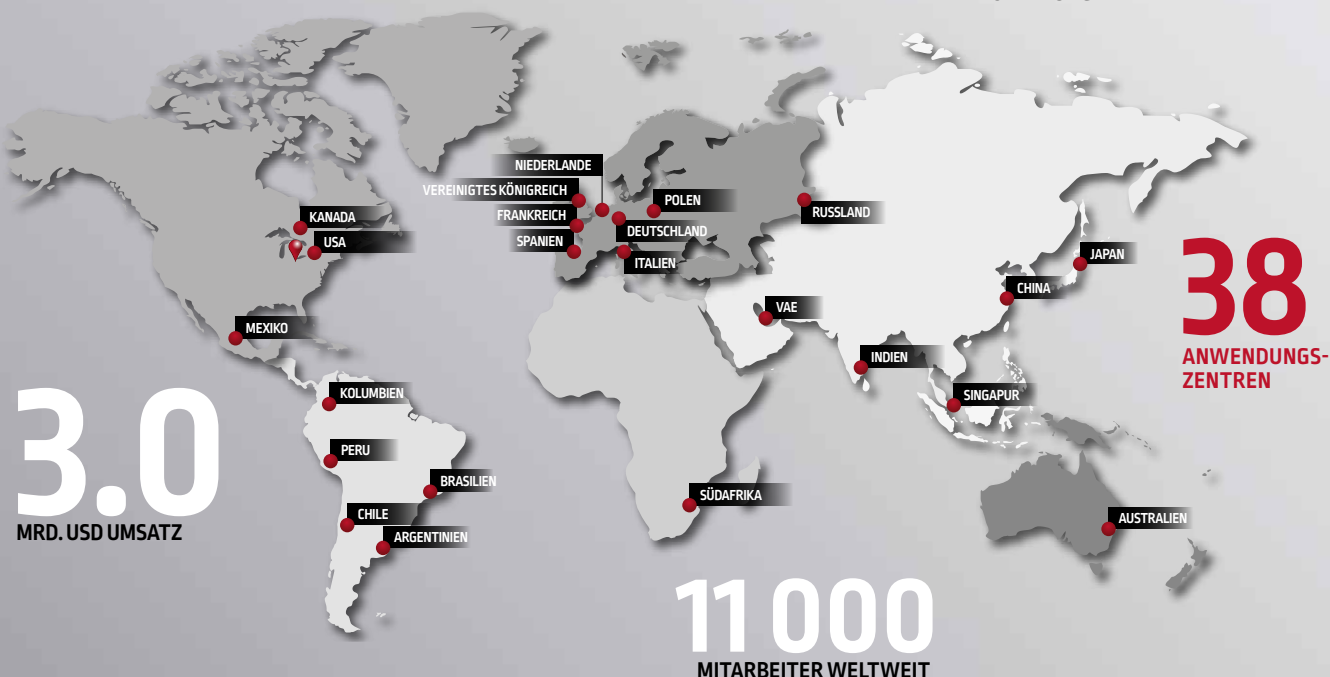 NIEDERLANDE
VEREINIGTES KÖNIGREICH
POLEN
FRANKREICH
RUSSLAND
KANADA
DEUTSCHLAND
USA
SPANIEN
ITALIEN
JAPAN
CHINA
38
ANWENDUNGS-
ZENTREN
VAE
MEXIKO
INDIEN
KOLUMBIEN
SINGAPUR
3.0
MRD. USD UMSATZ
PERU
BRASILIEN
SÜDAFRIKA
CHILE
AUSTRALIEN
ARGENTINIEN
11 000
MITARBEITER WELTWEIT